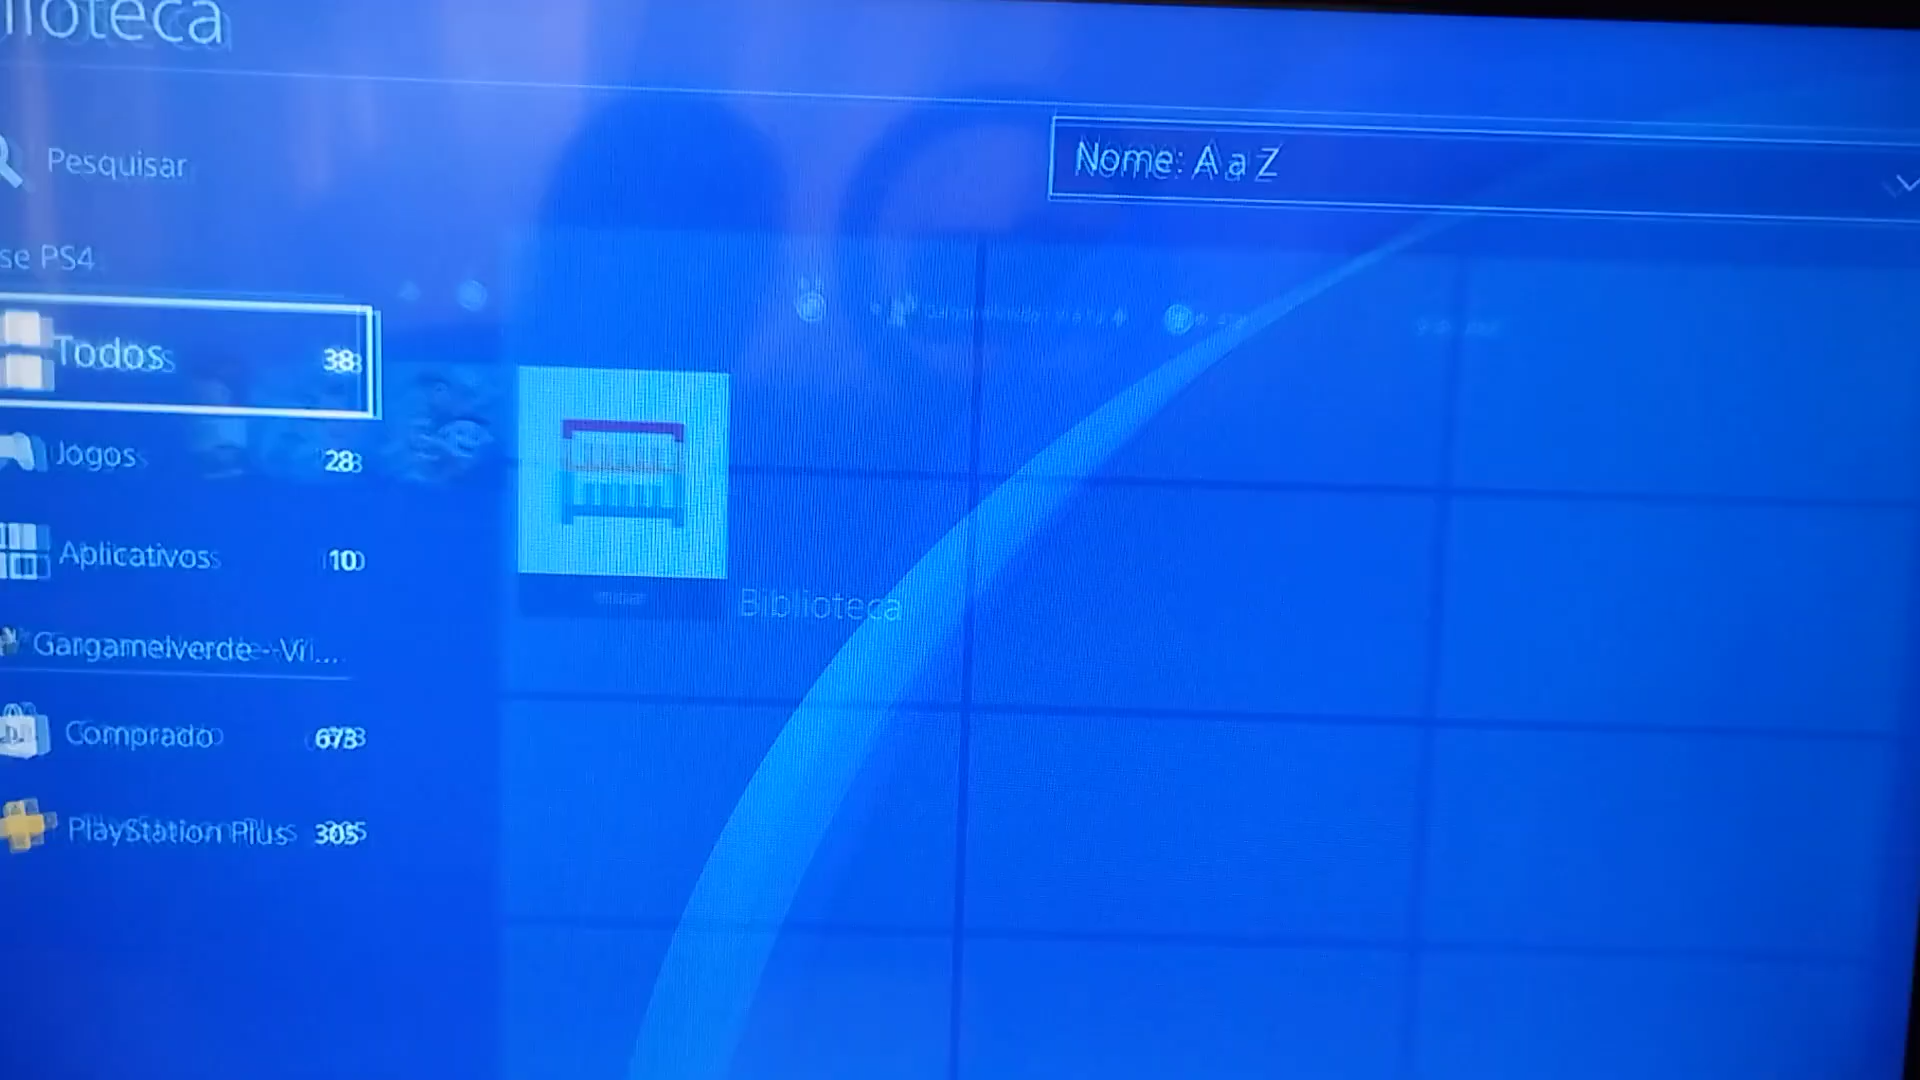 lioteca
Pesquisar
Nome: A a Z
se PS4
Todos 38
Jogos 28
Aplicativos 10
Biblioteca
Gargamelverde - Vi...
Comprado 673
PlayStation Plus 305